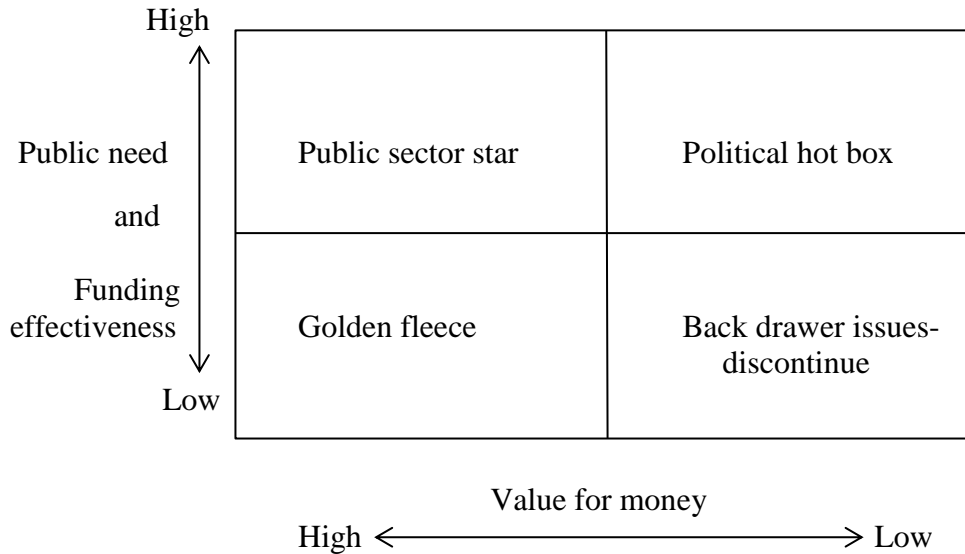 High
Public need
and
Funding
effectiveness
Low
Public sector star
Political hot box
Golden fleece
Back drawer issues-
discontinue
Value for money
High
Low